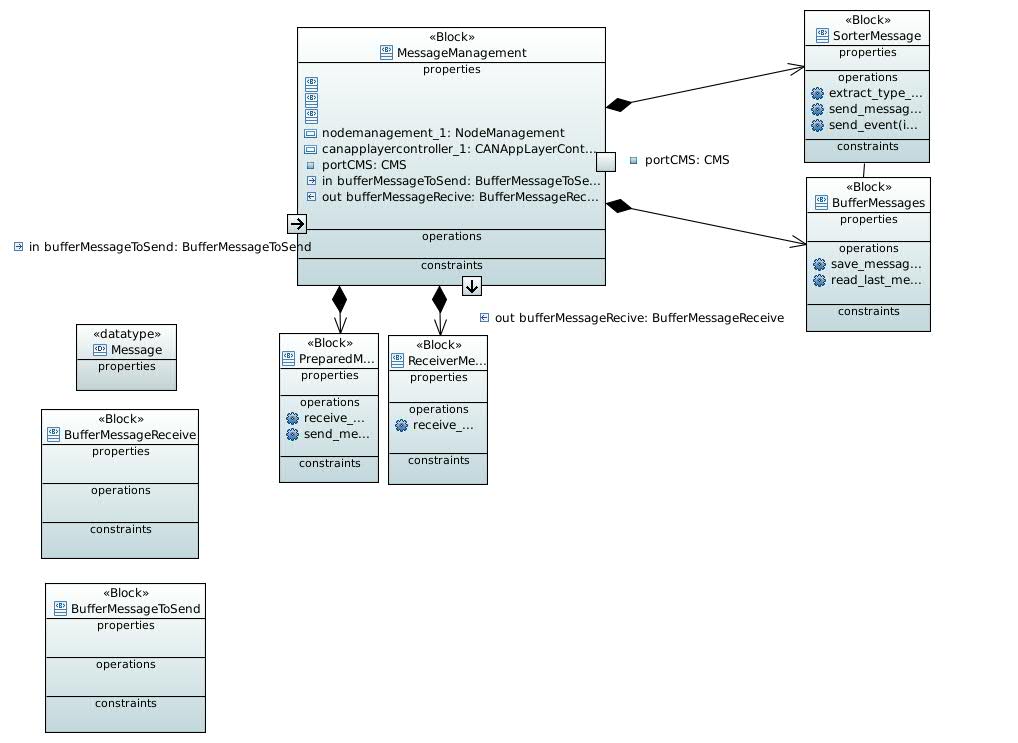 «Block»
MessageManagement
properties
nodemanagement_1: NodeManagement
canapplayercontroller_1: CANAppLayerCont...
portCMS: CMS
in bufferMessageToSend: BufferMessageToSe...
out bufferMessageRecive: BufferMessageRec...
operations
constraints
«Block»
SorterMessage
properties
operations
extract_type_...
send_messag...
send_event(i...
constraints
portCMS: CMS
«Block»
BufferMessages
properties
operations
save_messag...
read_last_me...
constraints
in bufferMessageToSend: BufferMessageToSend
out bufferMessageRecive: BufferMessageReceive
«datatype»
Message
properties
«Block»
PreparedM...
properties
operations
receive_...
send_me...
constraints
«Block»
ReceiverMe...
properties
operations
receive_...
constraints
«Block»
BufferMessageReceive
properties
operations
constraints
«Block»
BufferMessageToSend
properties
operations
constraints